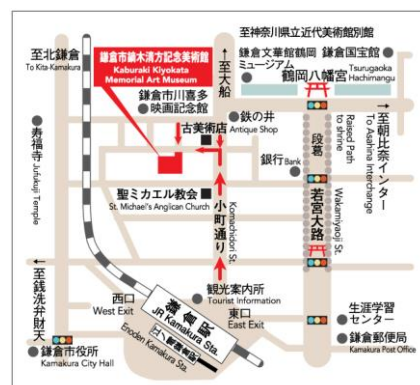 至神奈川県立近代美術館別館
至北鎌倉
To Kita-Kamakura
鎌倉市鏑木清方記念美術館
Kaburaki Kiyokata
Memorial Art Museum
至大船
鎌倉文華館鶴岡
ミュージアム
鎌倉国宝館
Tsurugaoka
Hachimangu
鶴岡八幡宮
鎌倉市川喜多
映画記念館
鉄の井
古美術店
Antique Shop
寿福寺
Jufukuji Temple
段葛
Raised Path
to shrine
至朝比奈インター
To Asahina Interchange
銀行 Bank
聖ミカエル教会
St. Michael's Anglican Church
小町通り
Komachidori St.
若宮大路
Wakamiyaoji St.
至銭洗弁財天
西口
West Exit
鎌倉駅
JR Kamakura Sta.
江ノ電鎌倉駅
Enoden Kamakura Sta.
観光案内所
Tourist Information
東口
East Exit
生涯学習
センター
鎌倉市役所
Kamakura City Hall
鎌倉郵便局
Kamakura Post Office